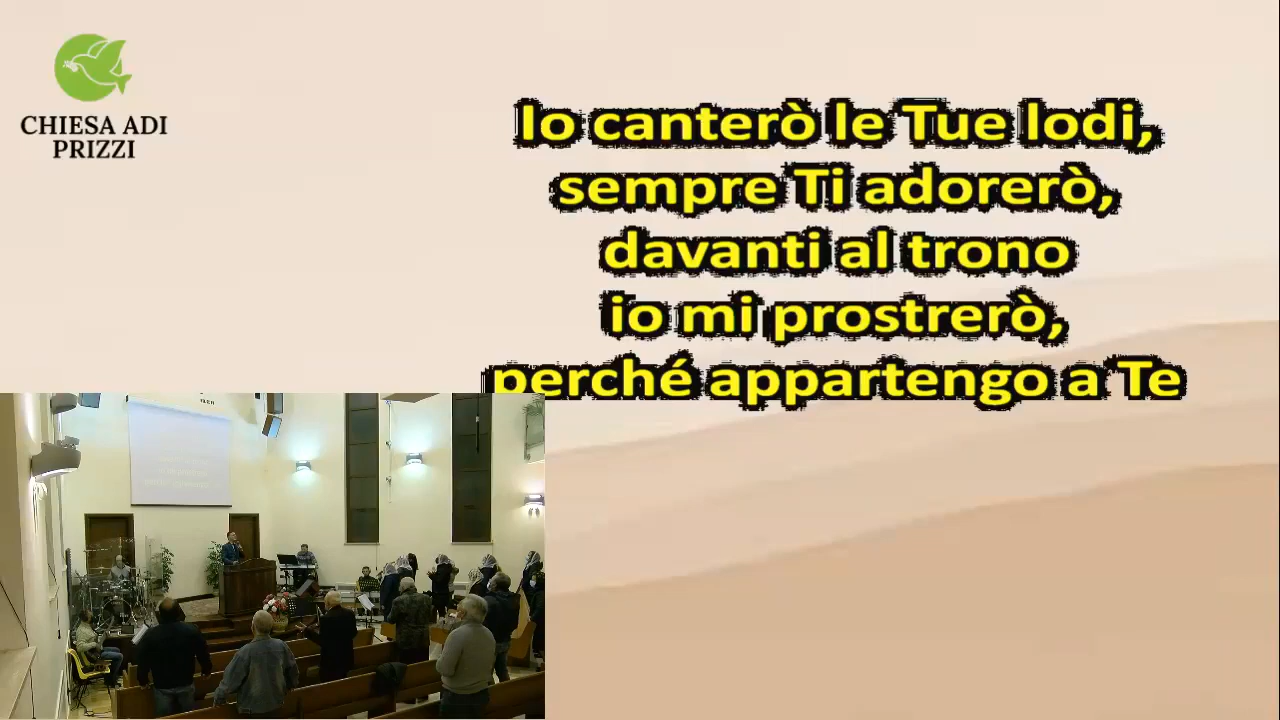 CHIESA ADI
PRIZZI
Io canterò le Tue lodi,
sempre Ti adorerò,
davanti al trono
io mi prostrerò,
perché appartengo a Te